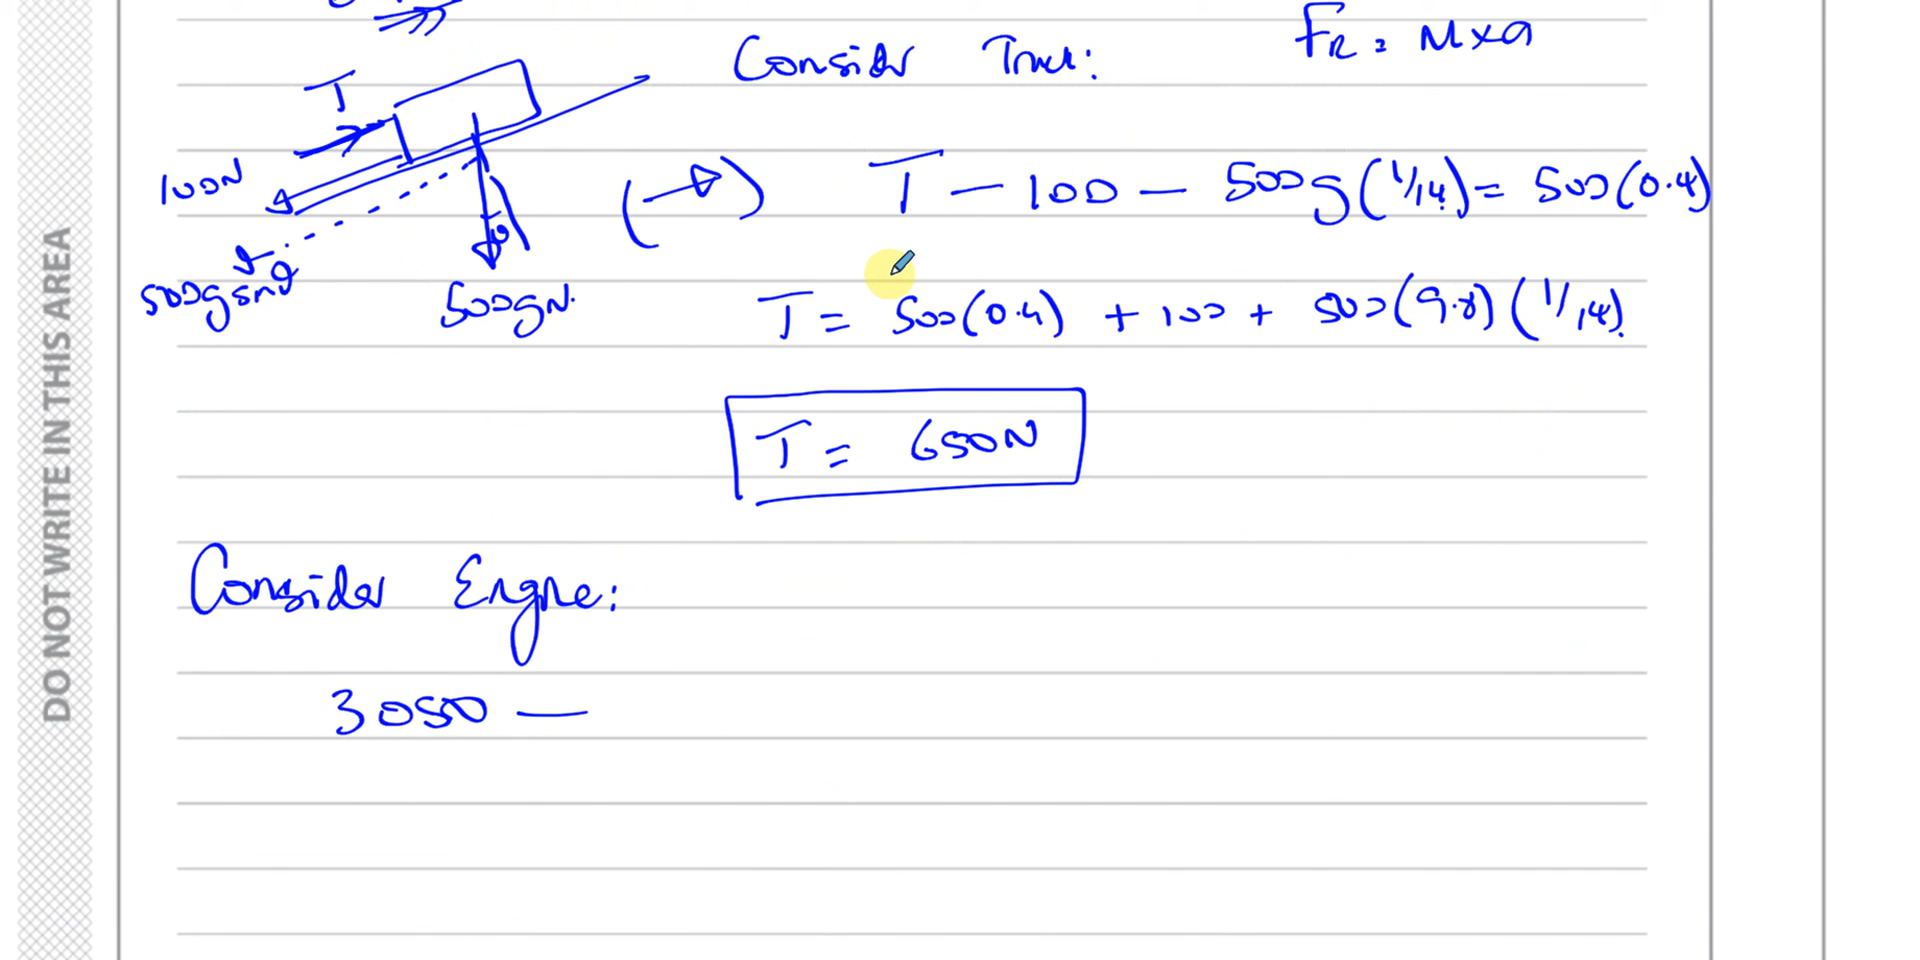 Consider Truck: FR = M×a
T
100N
(→) T - 100 - 500g(1/14) = 500(0.4)
500g sinθ
θ
500gN.
T = 500(0.4) + 100 + 500(9.8)(1/14)
T = 650N
Consider Engine:
3050 —
DO NOT WRITE IN THIS AREA